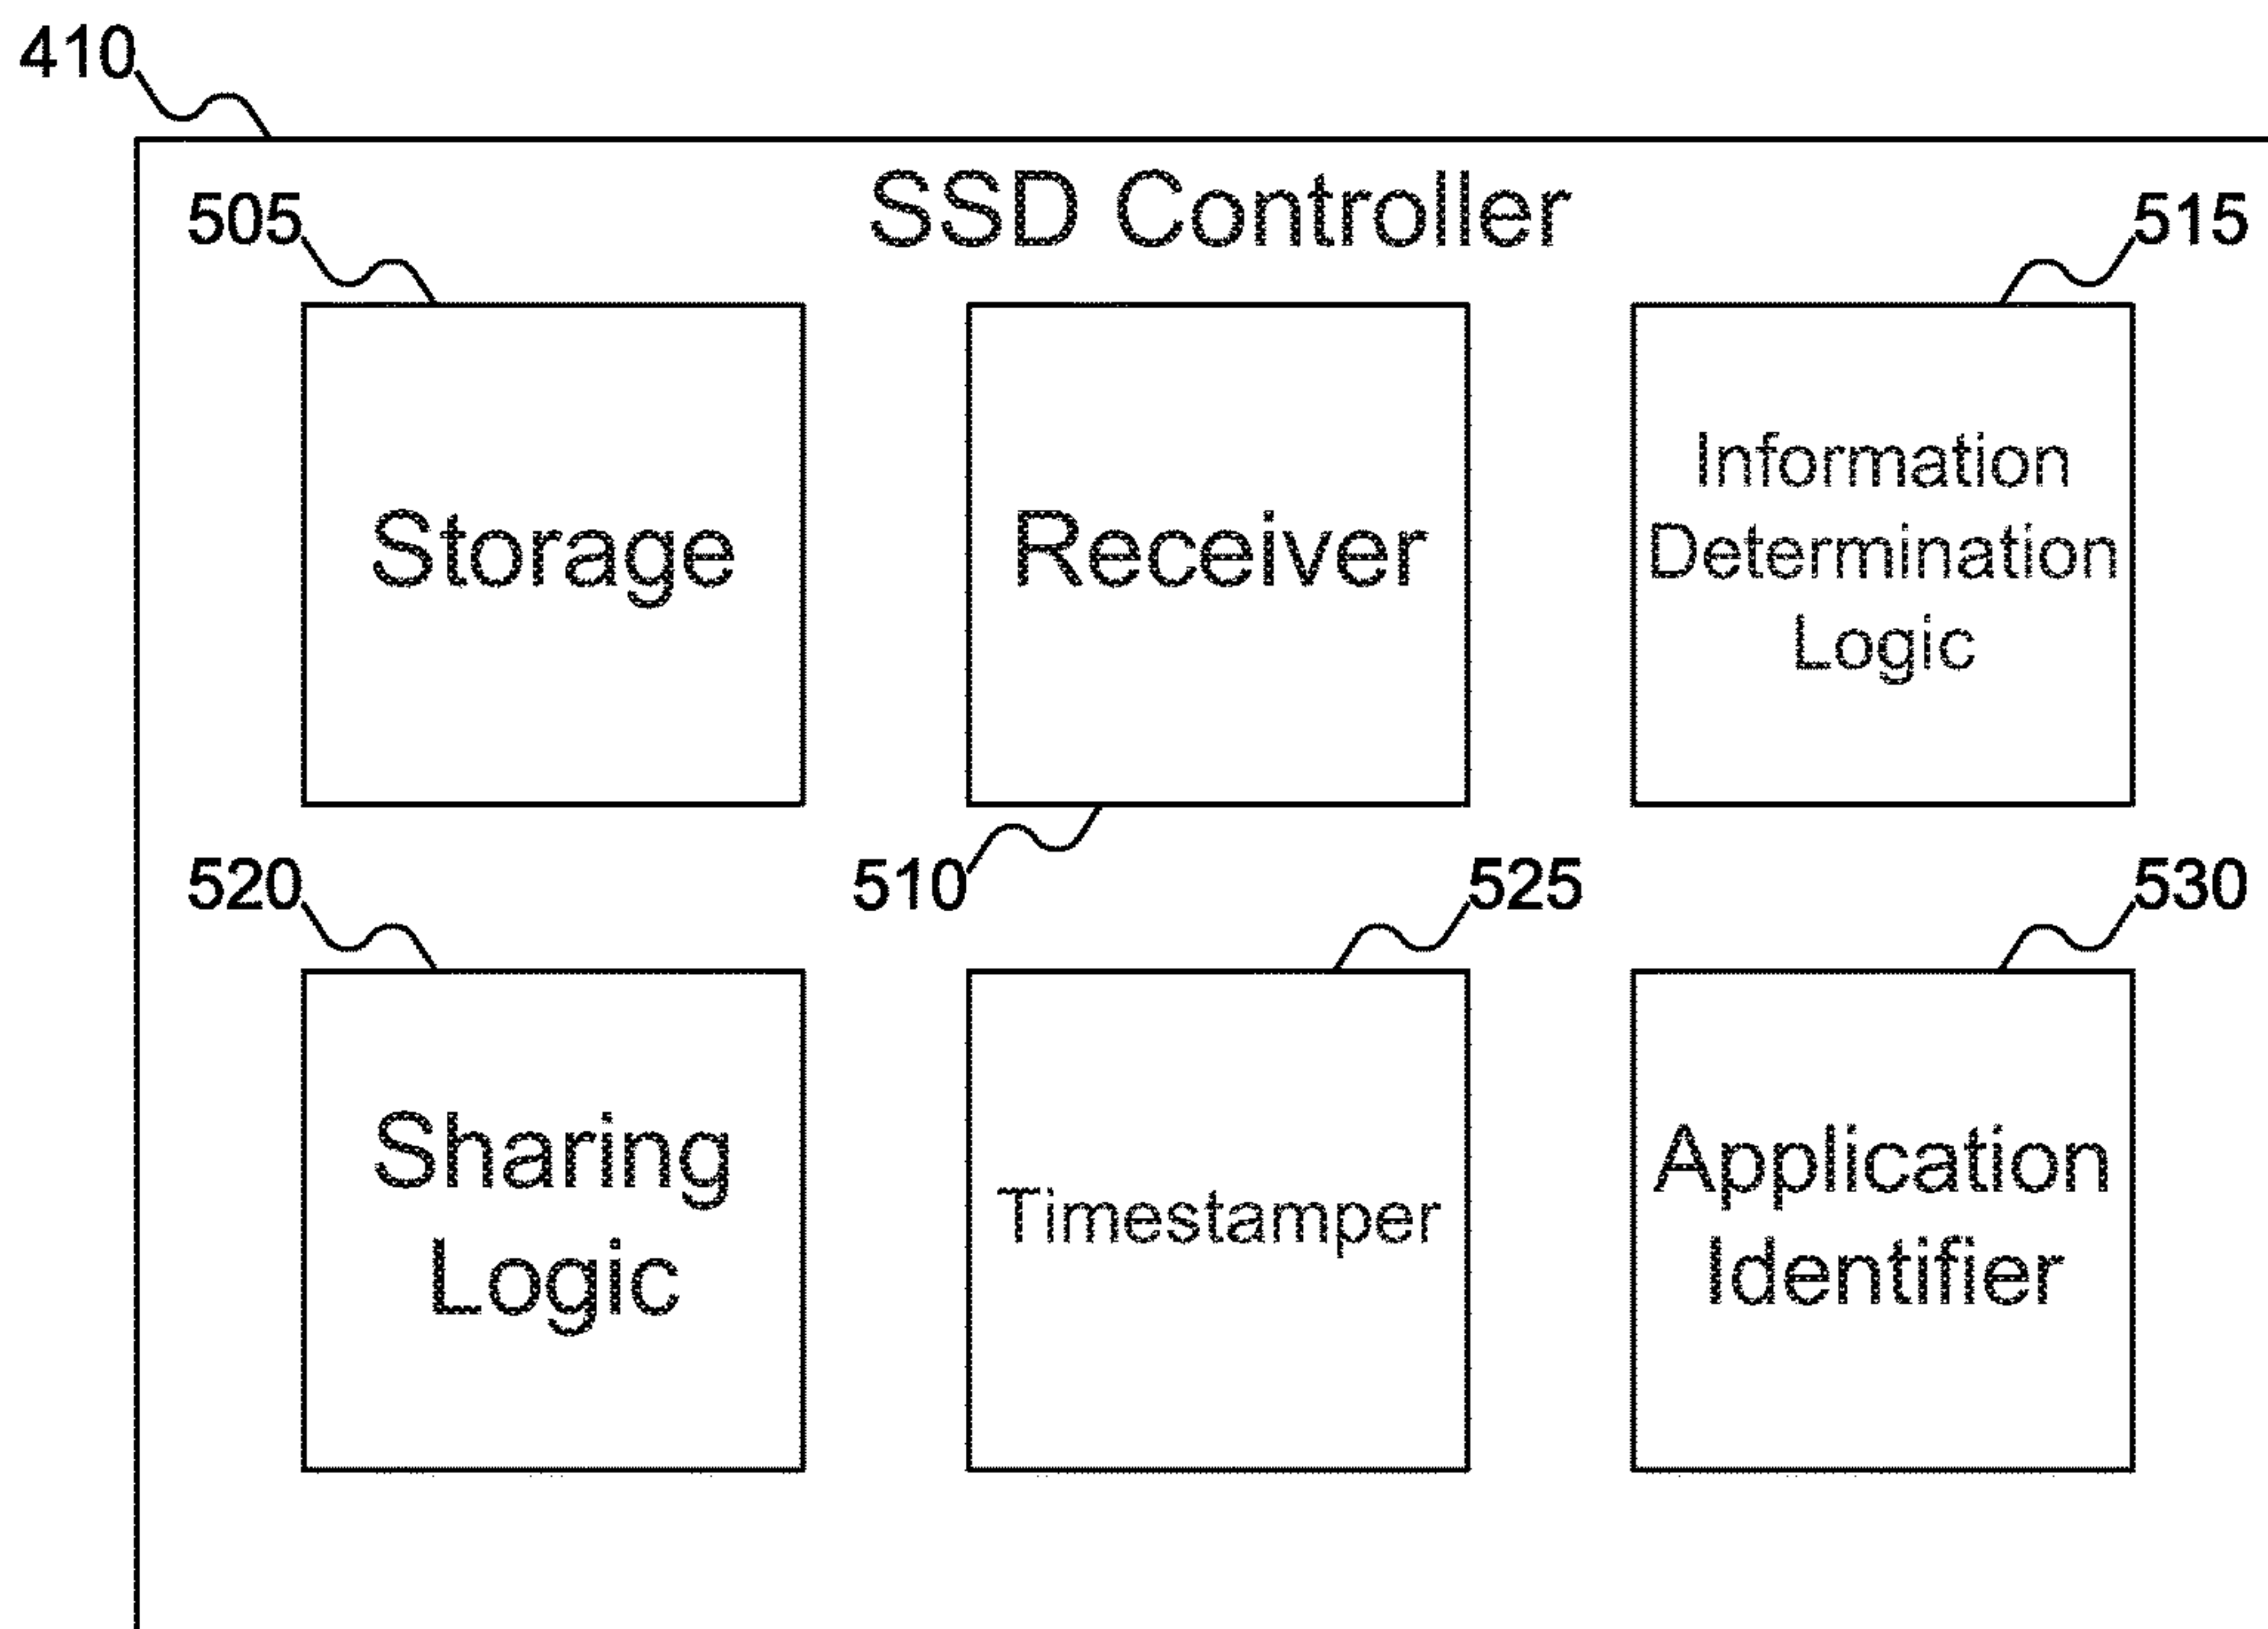 410
SSD Controller
505
515
Storage
Receiver
Information
Determination
Logic
520
510
525
530
Sharing
Logic
Timestamper
Application
Identifier